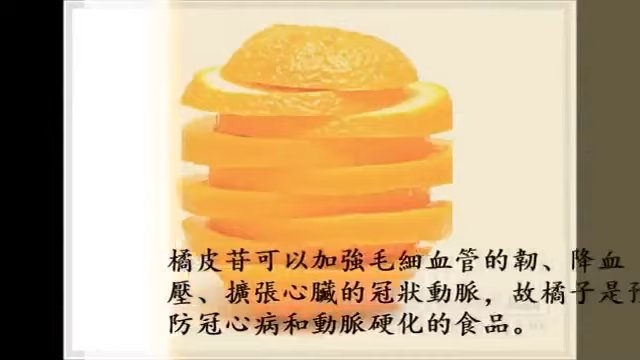 橘皮苷可以加強毛細血管的韌、降血
壓、擴張心臟的冠狀動脈，故橘子是預
防冠心病和動脈硬化的食品。